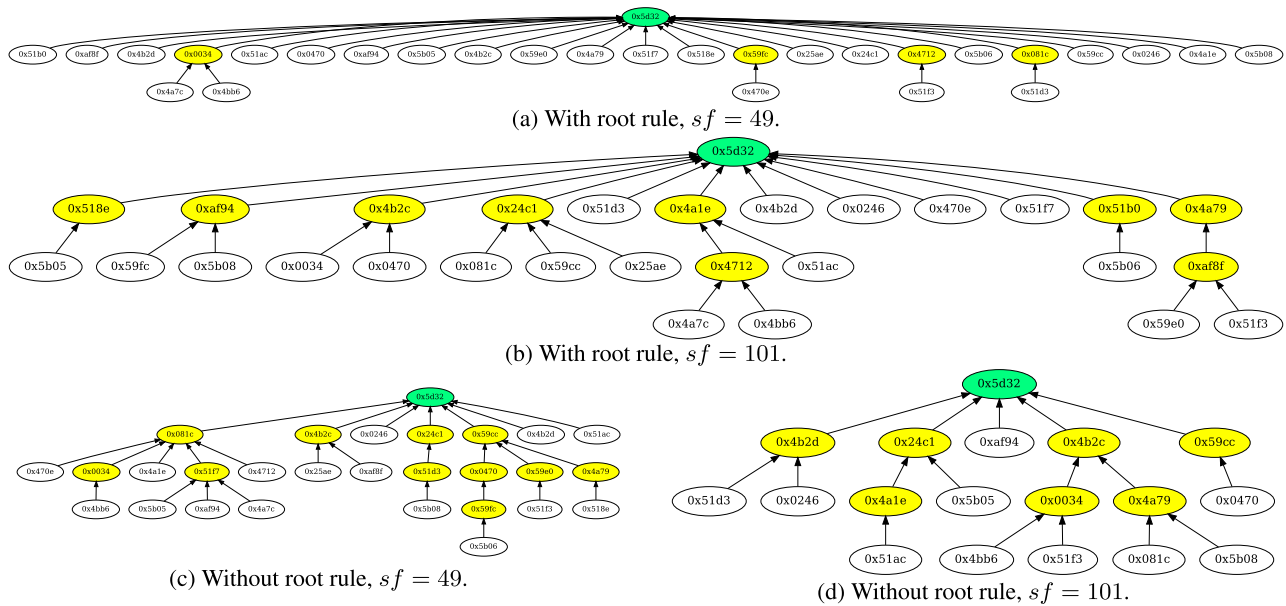 0x5d32
0x51b0 0xaf8f 0x4b2d 0x0034 0x51ac 0x0470 0xaf94 0x5b05 0x4b2c 0x59e0 0x4a79 0x51f7 0x518e 0x59fc 0x25ae 0x24c1 0x4712 0x5b06 0x081c 0x59cc 0x0246 0x4a1e 0x5b08
0x4a7c 0x4bb6 0x470e 0x51f3 0x51d3
(a) With root rule, sf = 49.
0x5d32
0x518e 0xaf94 0x4b2c 0x24c1 0x51d3 0x4a1e 0x4b2d 0x0246 0x470e 0x51f7 0x51b0 0x4a79
0x5b05 0x59fc 0x5b08 0x0034 0x0470 0x081c 0x59cc 0x25ae 0x4712 0x51ac 0x5b06 0xaf8f
0x4a7c 0x4bb6 0x59e0 0x51f3
(b) With root rule, sf = 101.
0x5d32
0x081c 0x4b2c 0x0246 0x24c1 0x59cc 0x4b2d 0x51ac
0x470e 0x0034 0x4a1e 0x51f7 0x4712 0x25ae 0xaf8f 0x51d3 0x0470 0x59e0 0x4a79
0x4bb6 0x5b05 0xaf94 0x4a7c 0x5b08 0x59fc 0x51f3 0x518e
0x5b06
(c) Without root rule, sf = 49.
0x5d32
0x4b2d 0x24c1 0xaf94 0x4b2c 0x59cc
0x51d3 0x0246 0x4a1e 0x5b05 0x0034 0x4a79 0x0470
0x51ac 0x4bb6 0x51f3 0x081c 0x5b08
(d) Without root rule, sf = 101.